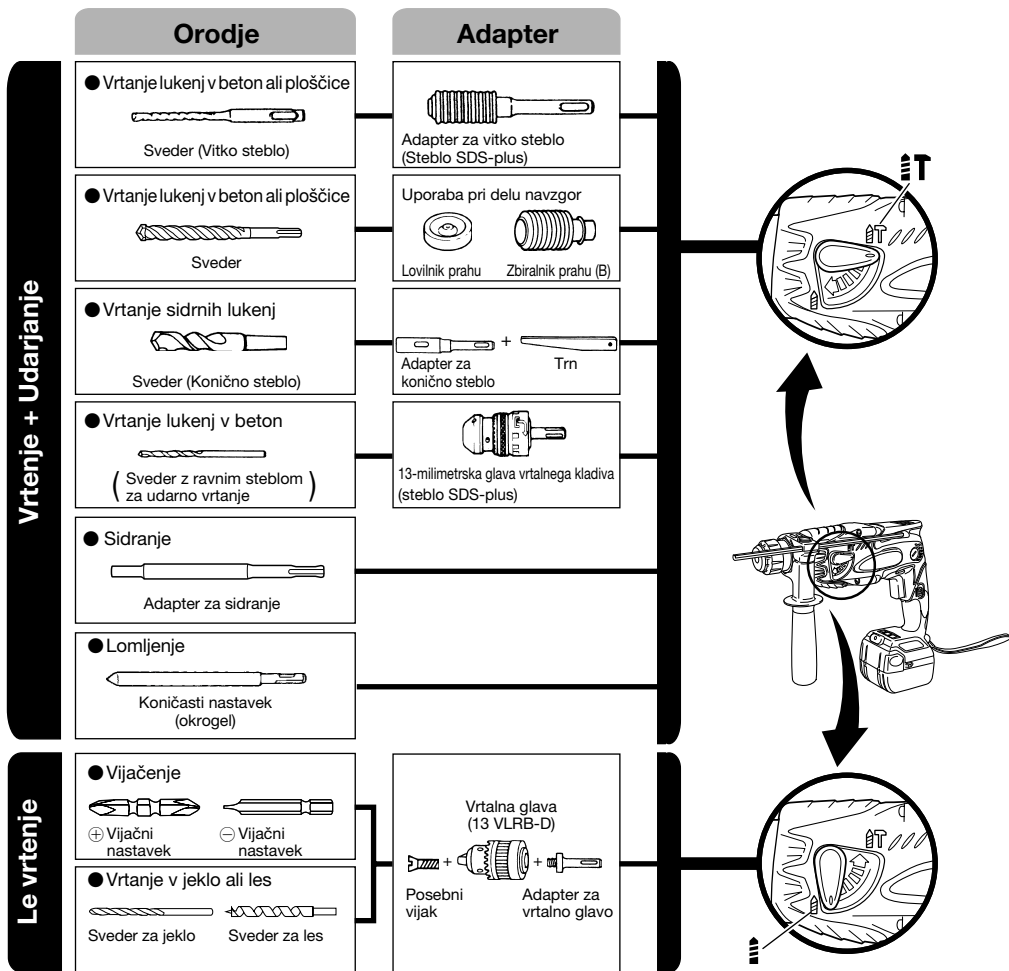 Orodje
Adapter
Vrtenje + Udarjanje
● Vrtanje lukenj v beton ali ploščice
Sveder (Vitko steblo)
Adapter za vitko steblo
(Steblo SDS-plus)
● Vrtanje lukenj v beton ali ploščice
Sveder
Uporaba pri delu navzgor
Lovilnik prahu
Zbiralnik prahu (B)
● Vrtanje sidrnih lukenj
Sveder (Konično steblo)
+
Adapter za
konično steblo
Trn
● Vrtanje lukenj v beton
( Sveder z ravnim steblom
za udarno vrtanje )
13-milimetrska glava vrtalnega kladiva
(steblo SDS-plus)
● Sidranje
Adapter za sidranje
● Lomljenje
Koničasti nastavek
(okrogel)
Le vrtenje
● Vijačenje
⊕ Vijačni
nastavek
⊖ Vijačni
nastavek
● Vrtanje v jeklo ali les
Sveder za jeklo
Sveder za les
Vrtalna glava
(13 VLRB-D)
+ +
Posebni
vijak
Adapter za
vrtalno glavo